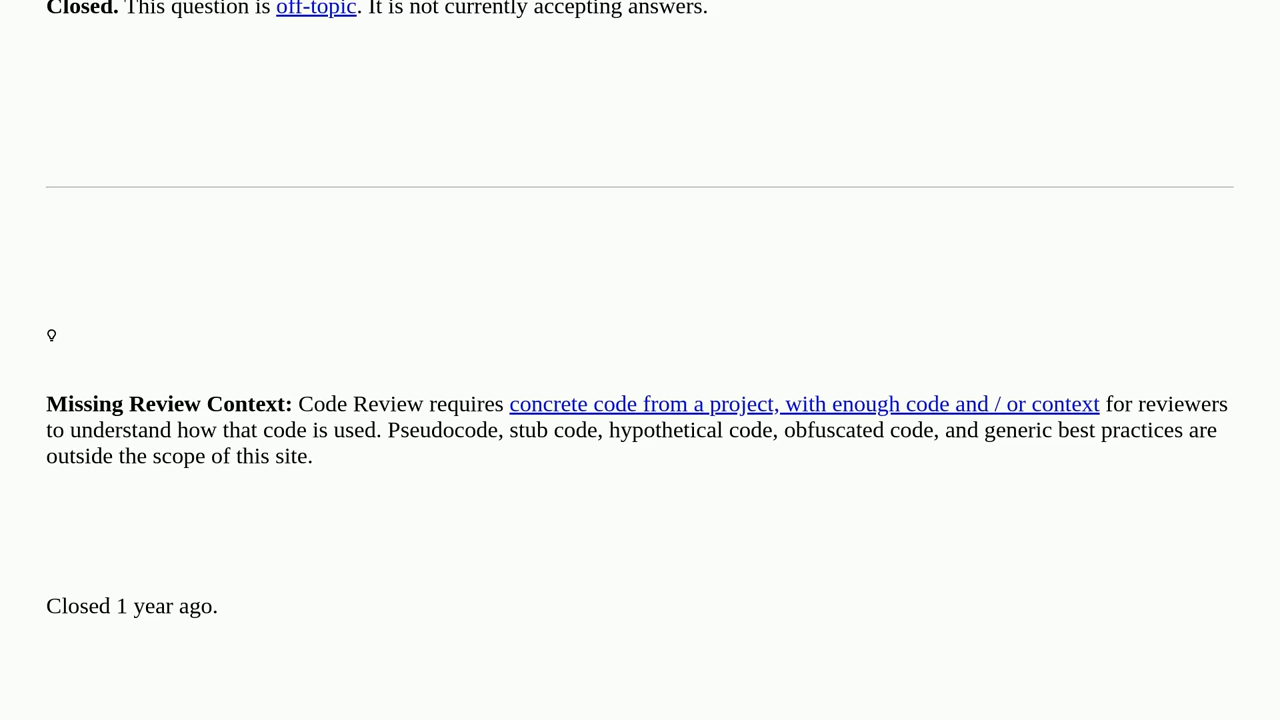 Closed. This question is off-topic. It is not currently accepting answers.
Missing Review Context: Code Review requires concrete code from a project, with enough code and / or context for reviewers
to understand how that code is used. Pseudocode, stub code, hypothetical code, obfuscated code, and generic best practices are
outside the scope of this site.
Closed 1 year ago.